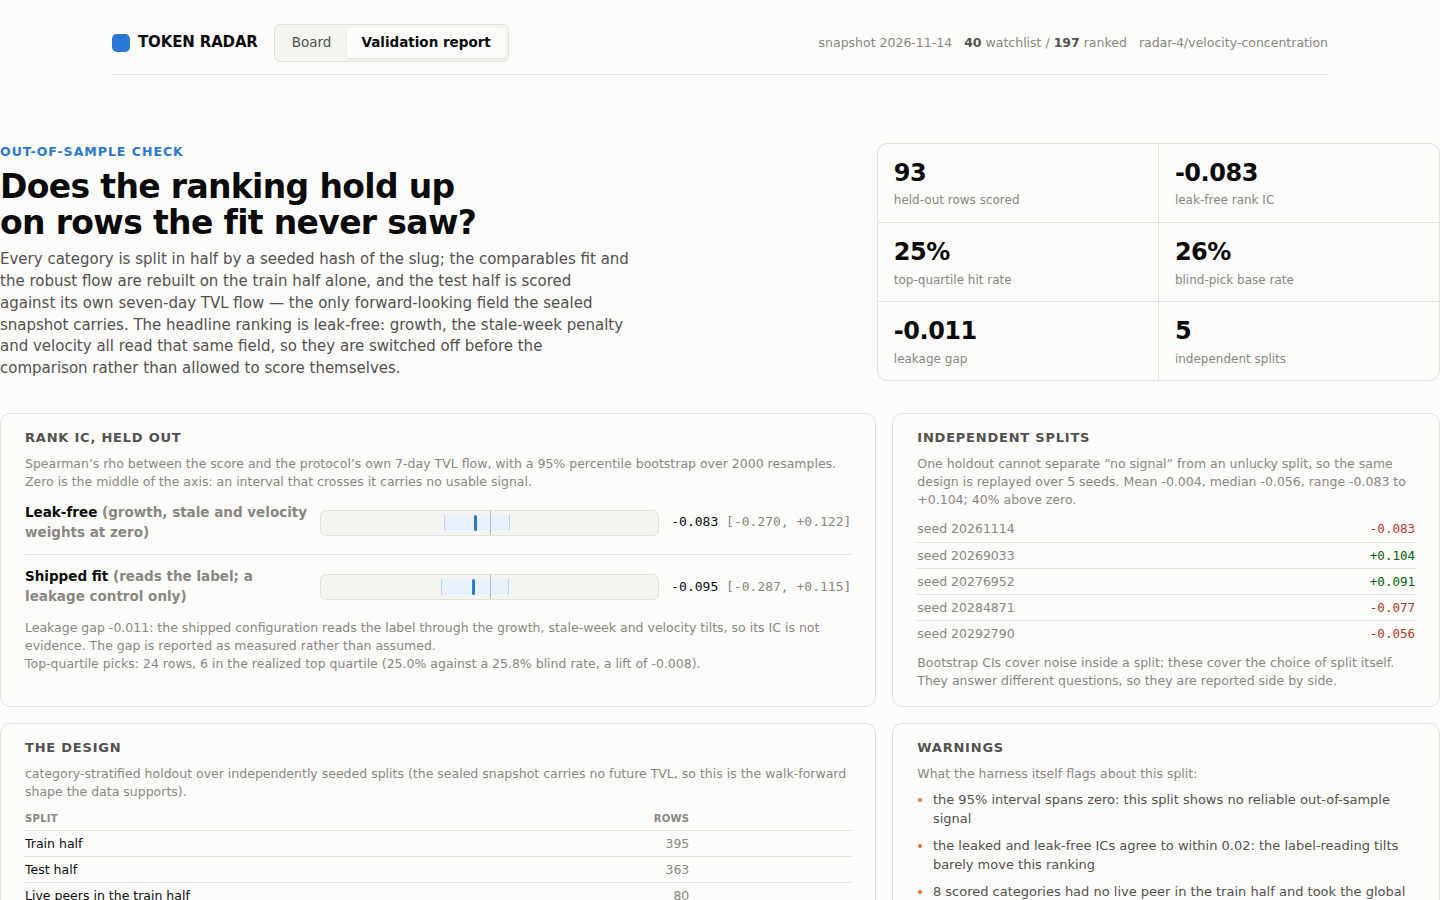 TOKEN RADAR
Board
Validation report
snapshot 2026-11-14 40 watchlist / 197 ranked radar-4/velocity-concentration
OUT-OF-SAMPLE CHECK
Does the ranking hold up
on rows the fit never saw?
Every category is split in half by a seeded hash of the slug; the comparables fit and
the robust flow are rebuilt on the train half alone, and the test half is scored
against its own seven-day TVL flow — the only forward-looking field the sealed
snapshot carries. The headline ranking is leak-free: growth, the stale-week penalty
and velocity all read that same field, so they are switched off before the
comparison rather than allowed to score themselves.
93
held-out rows scored
-0.083
leak-free rank IC
25%
top-quartile hit rate
26%
blind-pick base rate
-0.011
leakage gap
5
independent splits
RANK IC, HELD OUT
Spearman’s rho between the score and the protocol’s own 7-day TVL flow, with a 95% percentile bootstrap over 2000 resamples.
Zero is the middle of the axis: an interval that crosses it carries no usable signal.
Leak-free (growth, stale and velocity
weights at zero)
-0.083 [-0.270, +0.122]
Shipped fit (reads the label; a
leakage control only)
-0.095 [-0.287, +0.115]
Leakage gap -0.011: the shipped configuration reads the label through the growth, stale-week and velocity tilts, so its IC is not
evidence. The gap is reported as measured rather than assumed.
Top-quartile picks: 24 rows, 6 in the realized top quartile (25.0% against a 25.8% blind rate, a lift of -0.008).
INDEPENDENT SPLITS
One holdout cannot separate “no signal” from an unlucky split, so the same
design is replayed over 5 seeds. Mean -0.004, median -0.056, range -0.083 to
+0.104; 40% above zero.
seed 20261114 -0.083
seed 20269033 +0.104
seed 20276952 +0.091
seed 20284871 -0.077
seed 20292790 -0.056
Bootstrap CIs cover noise inside a split; these cover the choice of split itself.
They answer different questions, so they are reported side by side.
THE DESIGN
category-stratified holdout over independently seeded splits (the sealed snapshot carries no future TVL, so this is the walk-forward
shape the data supports).
SPLIT ROWS
Train half 395
Test half 363
Live peers in the train half 80
WARNINGS
What the harness itself flags about this split:
• the 95% interval spans zero: this split shows no reliable out-of-sample
signal
• the leaked and leak-free ICs agree to within 0.02: the label-reading tilts
barely move this ranking
• 8 scored categories had no live peer in the train half and took the global